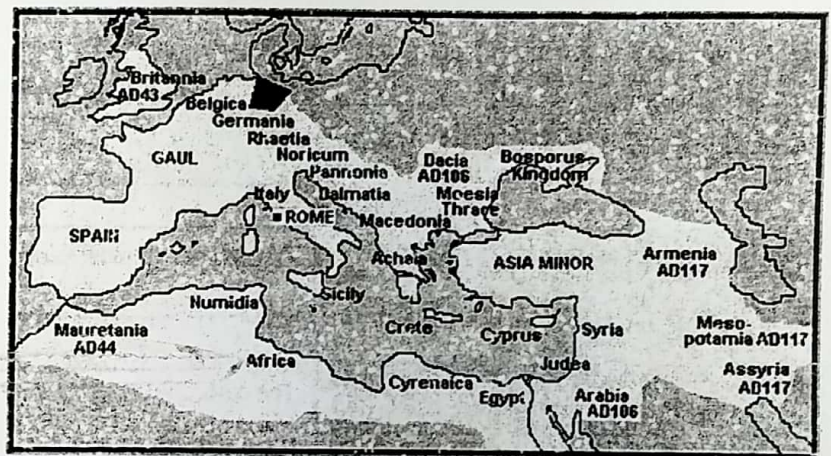 Britannia
AD43
Belgica
Germania
Rhaetia
GAUL
Noricum
Pannonia
Dacia
AD106
Bosporus
Kingdom
Italy
Dalmatia
Moesia
Thrace
ROME
Macedonia
SPAIN
Achaia
ASIA MINOR
Armenia
AD117
Numidia
Sicily
Mauretania
AD44
Crete
Cyprus
Syria
Meso-
potamia AD117
Africa
Judea
Assyria
AD117
Cyrenaica
Egypt
Arabia
AD106